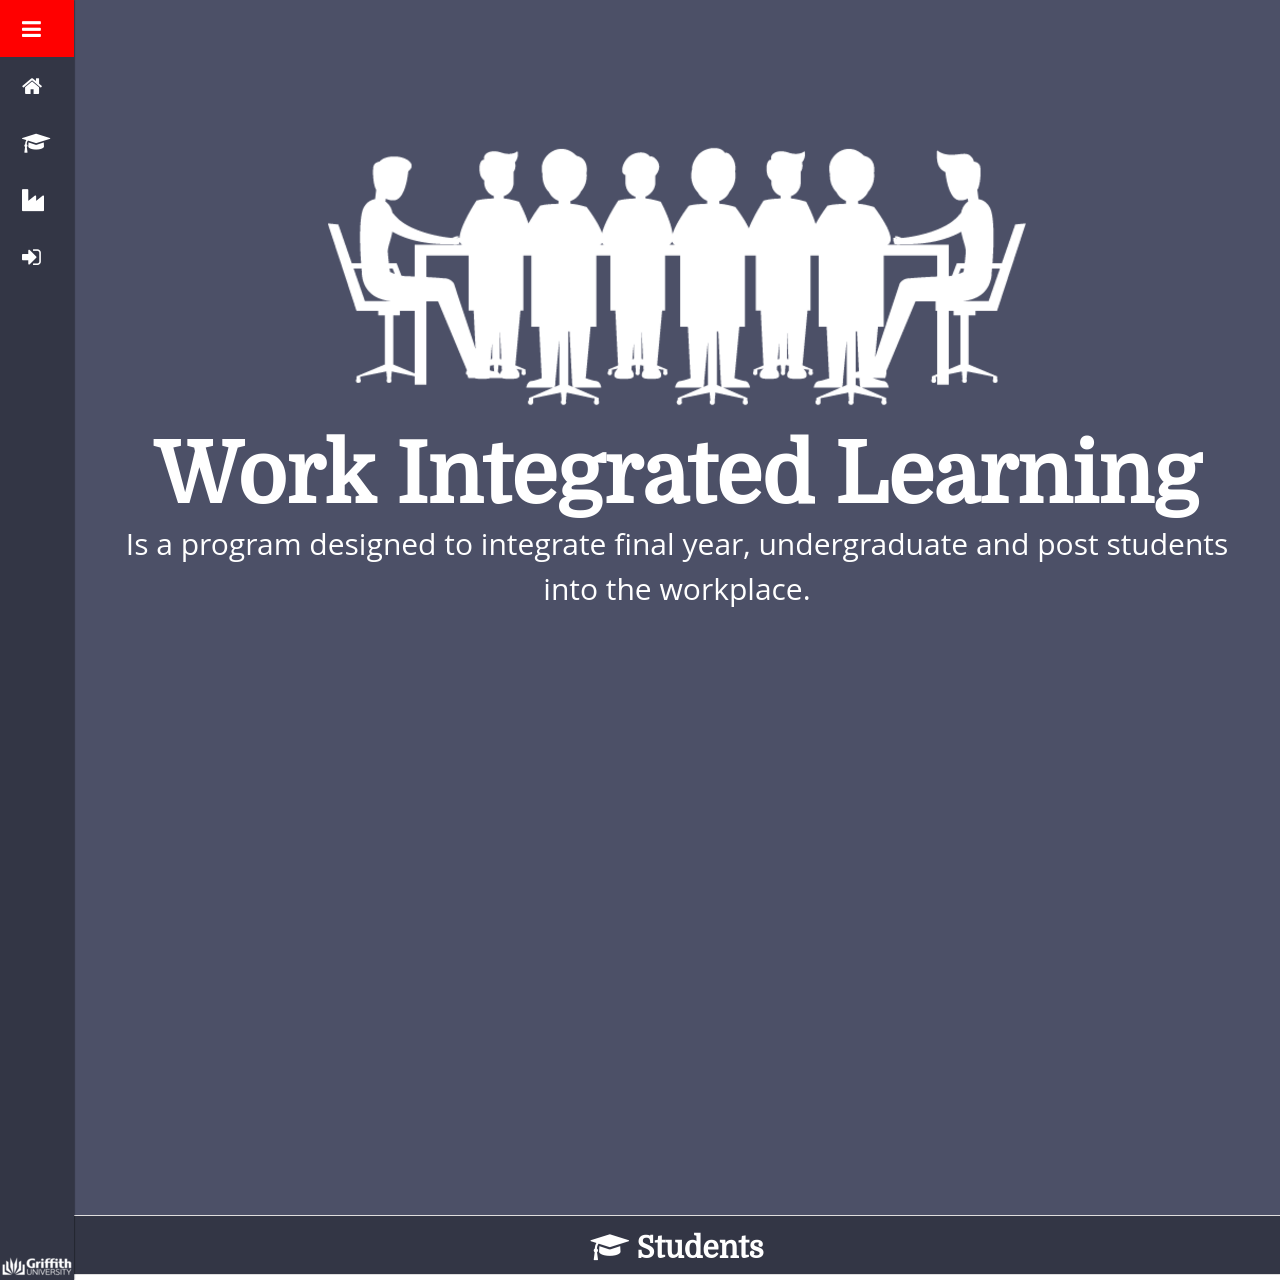 Work Integrated Learning
Is a program designed to integrate final year, undergraduate and post students
into the workplace.
Students
Griffith
UNIVERSITY